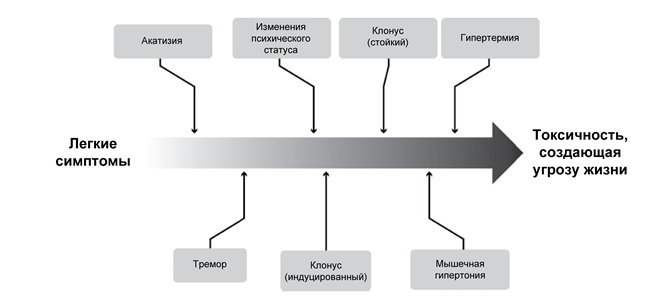 Акатизия
Изменения
психического
статуса
Клонус
(стойкий)
Гипертермия
Легкие
симптомы
Токсичность,
создающая
угрозу жизни
Тремор
Клонус
(индуцированный)
Мышечная
гипертония